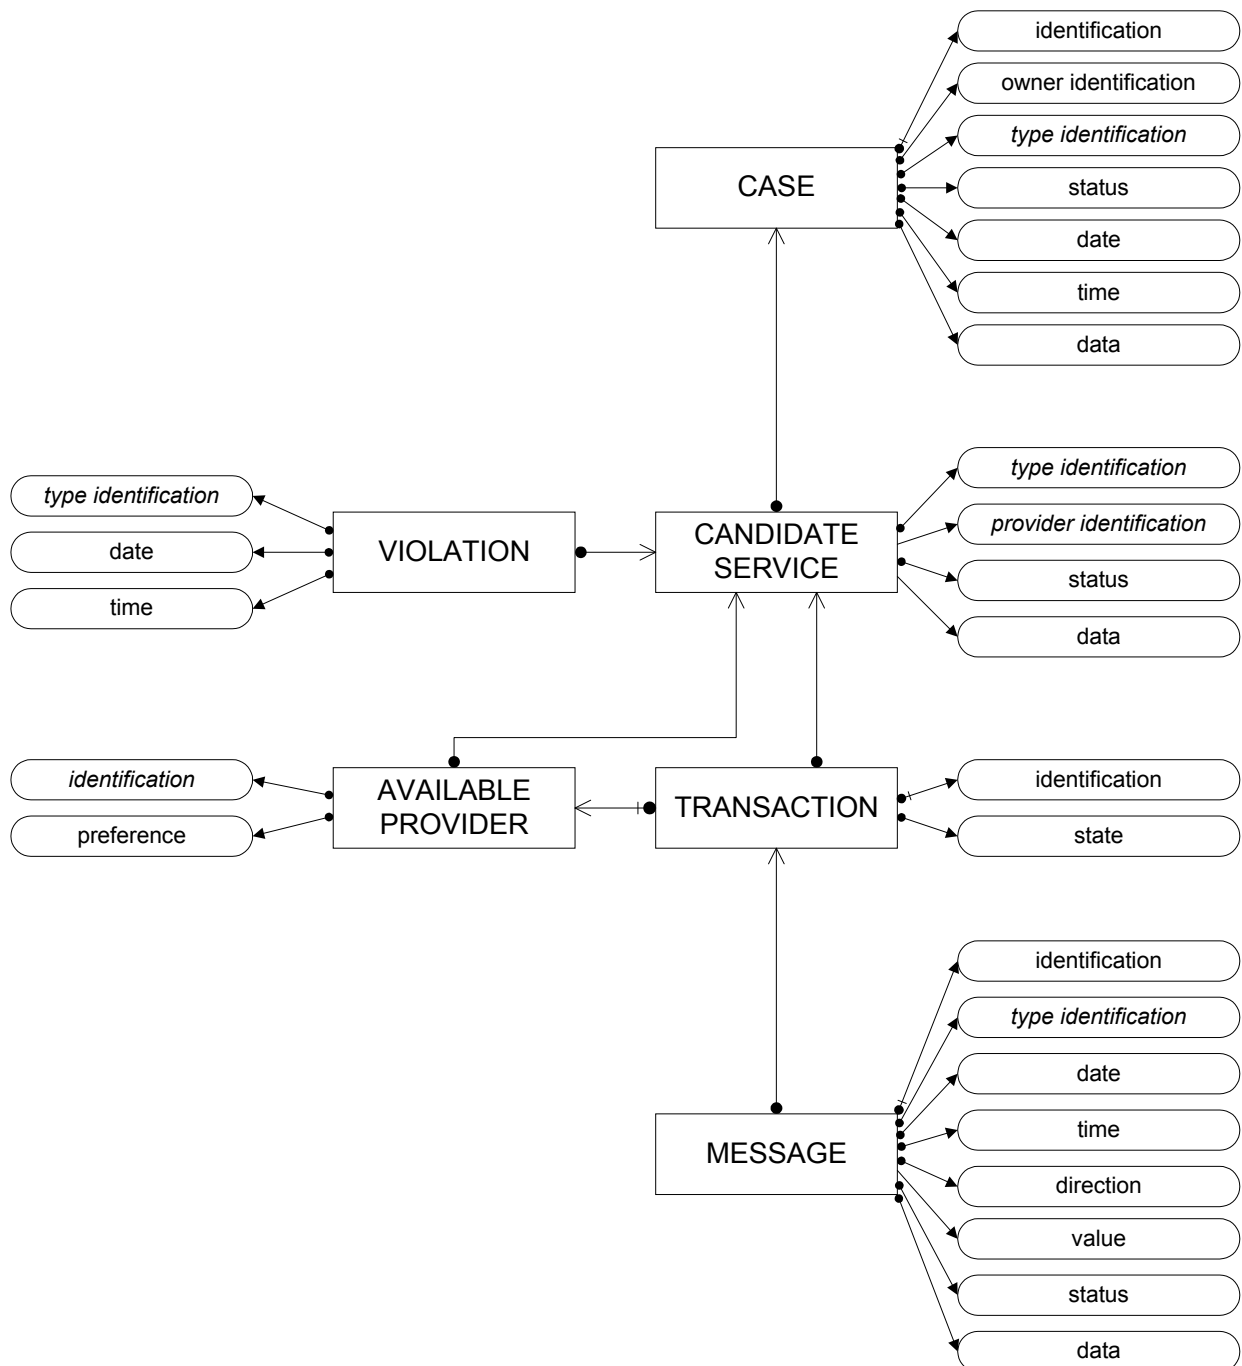 identification
owner identification
type identification
CASE
status
date
time
data
type identification
date
time
VIOLATION
CANDIDATE
SERVICE
type identification
provider identification
status
data
identification
preference
AVAILABLE
PROVIDER
TRANSACTION
identification
state
MESSAGE
identification
type identification
date
time
direction
value
status
data